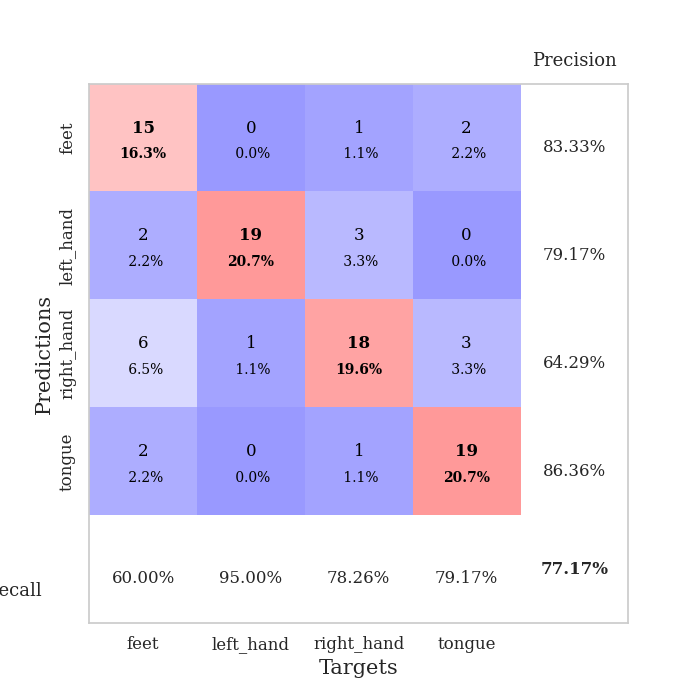 Precision
feet
15 0 1 2
16.3% 0.0% 1.1% 2.2%
83.33%
left_hand
2 19 3 0
2.2% 20.7% 3.3% 0.0%
79.17%
Predictions
right_hand
6 1 18 3
6.5% 1.1% 19.6% 3.3%
64.29%
tongue
2 0 1 19
2.2% 0.0% 1.1% 20.7%
86.36%
ecall
60.00% 95.00% 78.26% 79.17% 77.17%
feet left_hand right_hand tongue
Targets